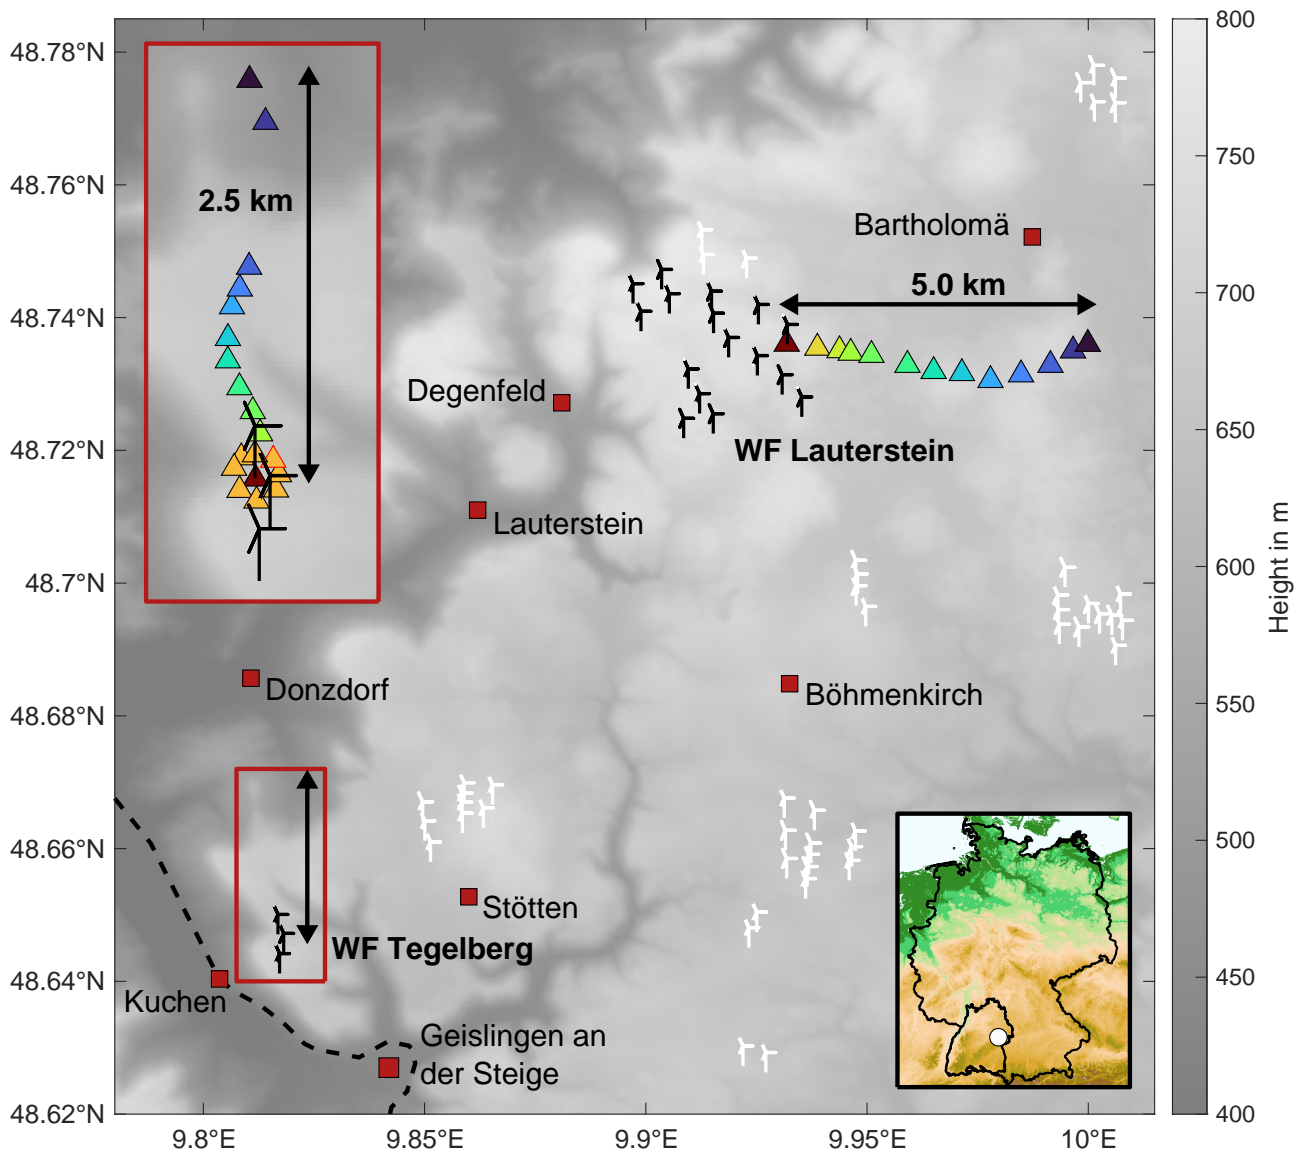 48.78°N
48.76°N
48.74°N
48.72°N
48.7°N
48.68°N
48.66°N
48.64°N
48.62°N
9.8°E
9.85°E
9.9°E
9.95°E
10°E
2.5 km
Bartholomä
5.0 km
Degenfeld
WF Lauterstein
Lauterstein
Donzdorf
Böhmenkirch
Stötten
WF Tegelberg
Kuchen
Geislingen an
der Steige
800
750
700
650
600
550
500
450
400
Height in m